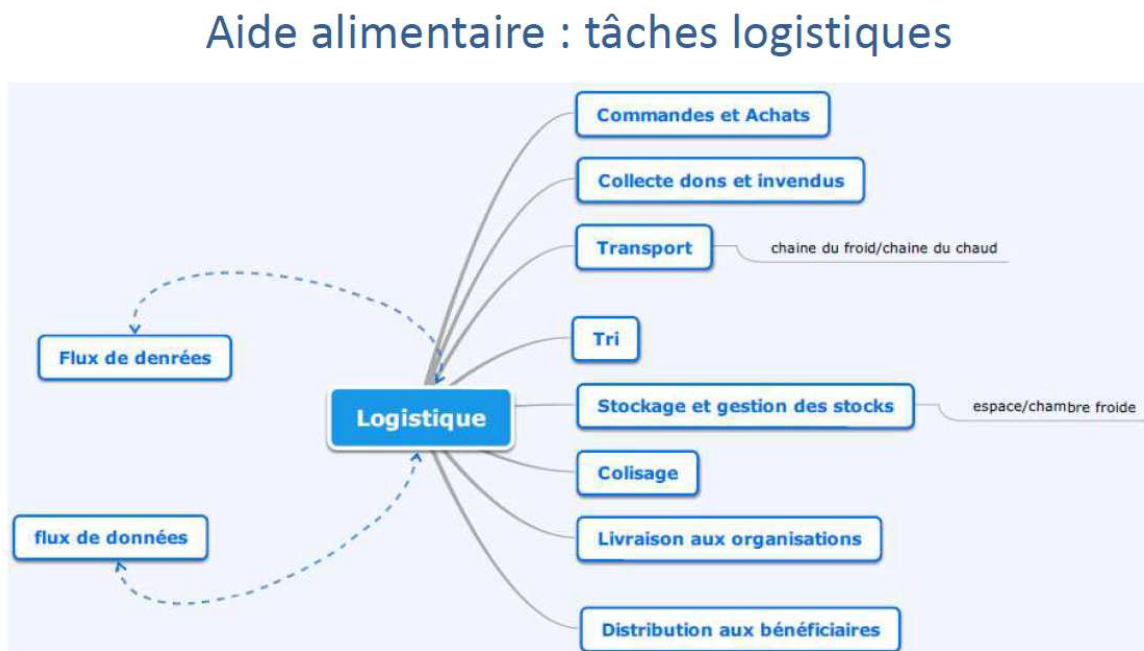 Aide alimentaire : tâches logistiques
Commandes et Achats
Collecte dons et invendus
Transport
chaine du froid/chaine du chaud
Flux de denrées
Tri
Logistique
Stockage et gestion des stocks
espace/chambre froide
Colisage
flux de données
Livraison aux organisations
Distribution aux bénéficiaires